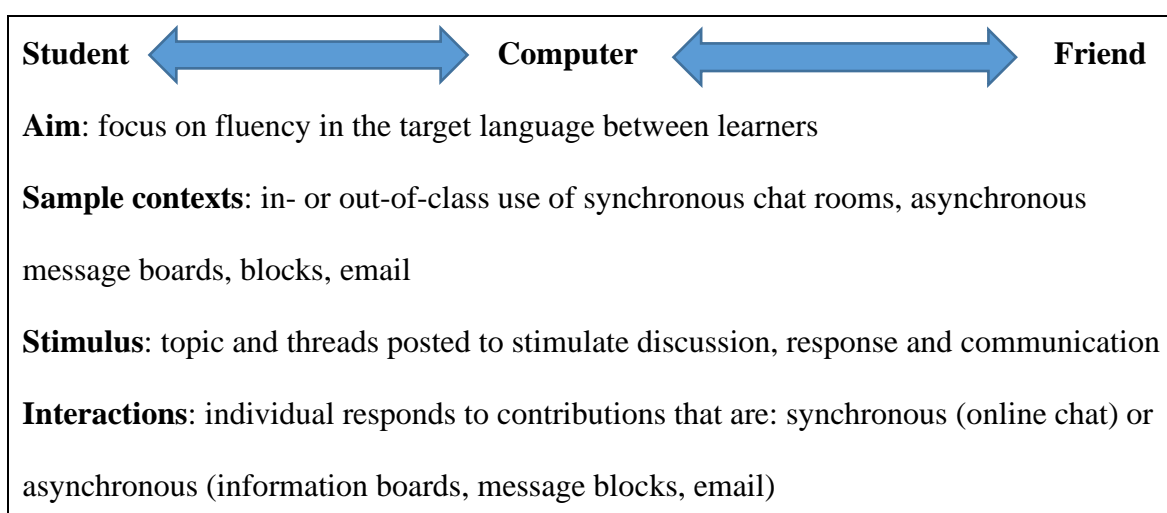 Student Computer Friend
Aim: focus on fluency in the target language between learners
Sample contexts: in- or out-of-class use of synchronous chat rooms, asynchronous
message boards, blocks, email
Stimulus: topic and threads posted to stimulate discussion, response and communication
Interactions: individual responds to contributions that are: synchronous (online chat) or
asynchronous (information boards, message blocks, email)